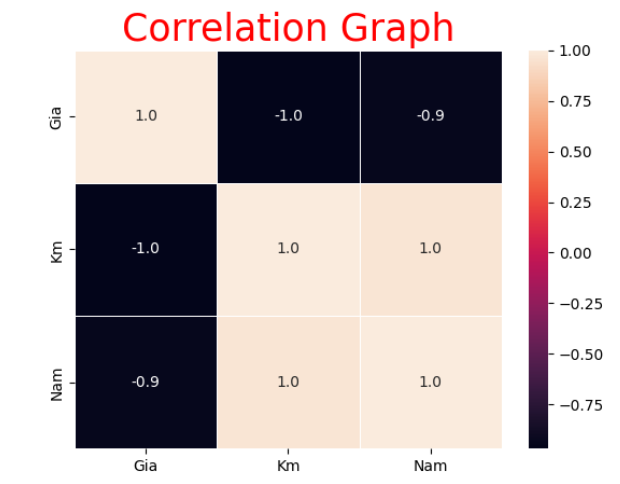 Correlation Graph
Gia 1.0 -1.0 -0.9
Km -1.0 1.0 1.0
Nam -0.9 1.0 1.0
Gia Km Nam
1.00
0.75
0.50
0.25
0.00
−0.25
−0.50
−0.75